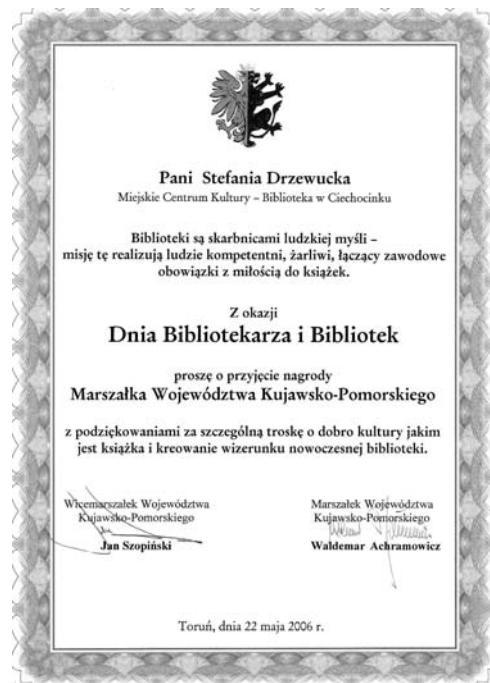 Pani Stefania Drzewucka
Miejskie Centrum Kultury – Biblioteka w Ciechocinku
Biblioteki są skarbnicami ludzkiej myśli –
misję tę realizują ludzie kompetentni, żarliwi, łączący zawodowe
obowiązki z miłością do książek.
Z okazji
Dnia Bibliotekarza i Bibliotek
proszę o przyjęcie nagrody
Marszałka Województwa Kujawsko-Pomorskiego
z podziękowaniami za szczególną troskę o dobro kultury jakim
jest książka i kreowanie wizerunku nowoczesnej biblioteki.
Wicemarszałek Województwa
Kujawsko-Pomorskiego
Jan Szopiński
Marszałek Województwa
Kujawsko-Pomorskiego
Waldemar Achramowicz
Toruń, dnia 22 maja 2006 r.